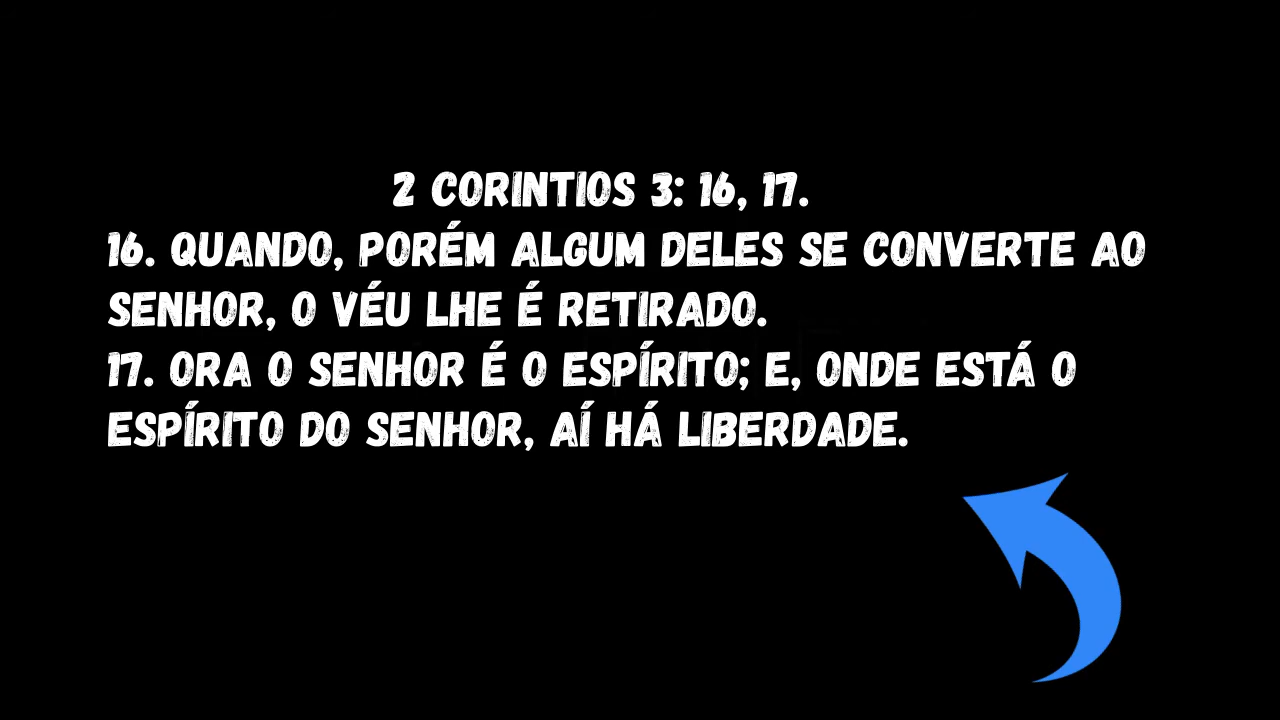 2 CORINTIOS 3: 16, 17.
16. QUANDO, PORÉM ALGUM DELES SE CONVERTE AO
SENHOR, O VÉU LHE É RETIRADO.
17. ORA O SENHOR É O ESPÍRITO; E, ONDE ESTÁ O
ESPÍRITO DO SENHOR, AÍ HÁ LIBERDADE.